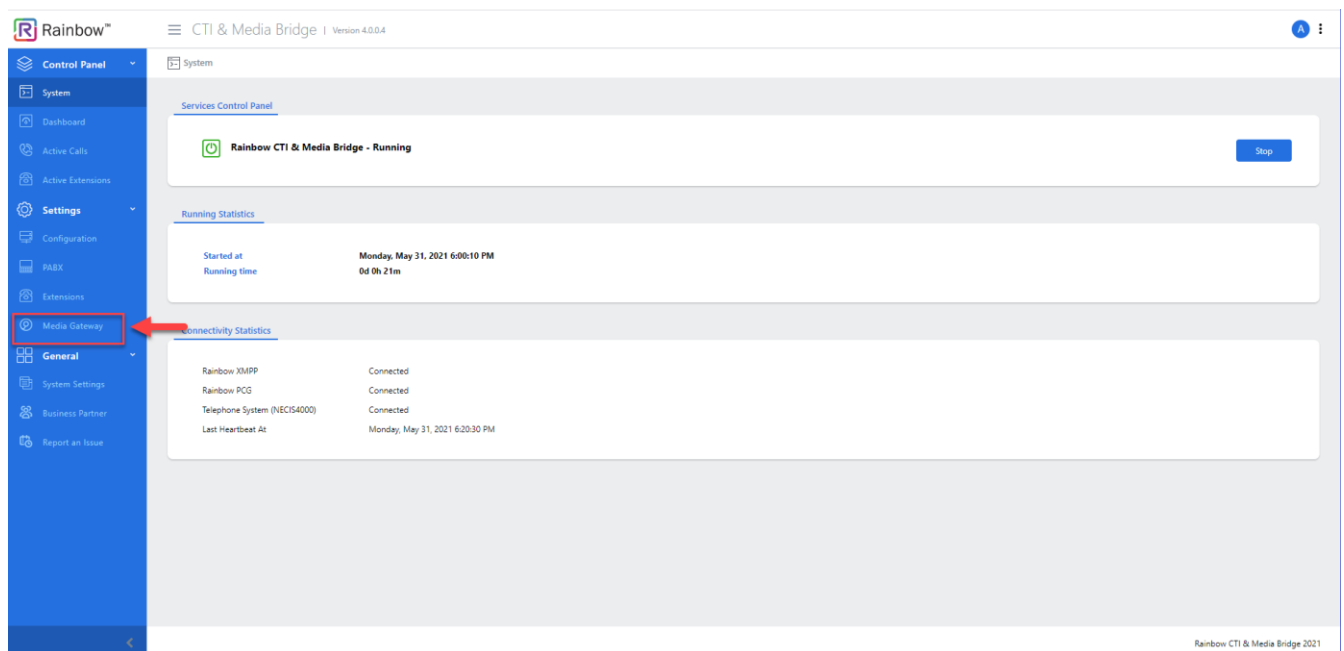 Rainbow™
CTI & Media Bridge | Version 4.0.0.4
A
Control Panel
System
Dashboard
Active Calls
Active Extensions
Settings
Configuration
PABX
Extensions
Media Gateway
General
System Settings
Business Partner
Report an Issue
System
Services Control Panel
Rainbow CTI & Media Bridge - Running
Stop
Running Statistics
Started at Monday, May 31, 2021 6:00:10 PM
Running time 0d 0h 21m
Connectivity Statistics
Rainbow XMPP Connected
Rainbow PCG Connected
Telephone System (NECIS4000) Connected
Last Heartbeat At Monday, May 31, 2021 6:20:30 PM
Rainbow CTI & Media Bridge 2021